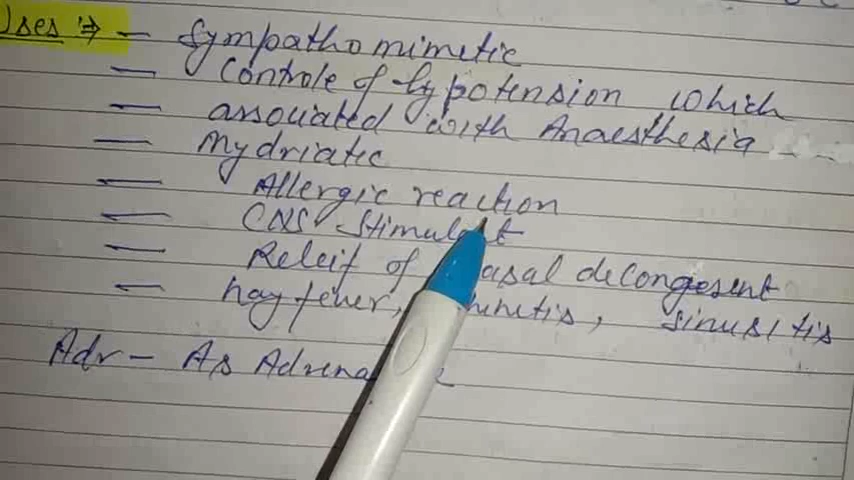 Uses ⇒ — Sympathomimetic
— Controle of hypotension which
— associated with Anaesthesia
— Mydriatic
— Allergic reaction
— CNS stimulant
— Releif of decongesent
— hay fever, sinusitis
Adr - As